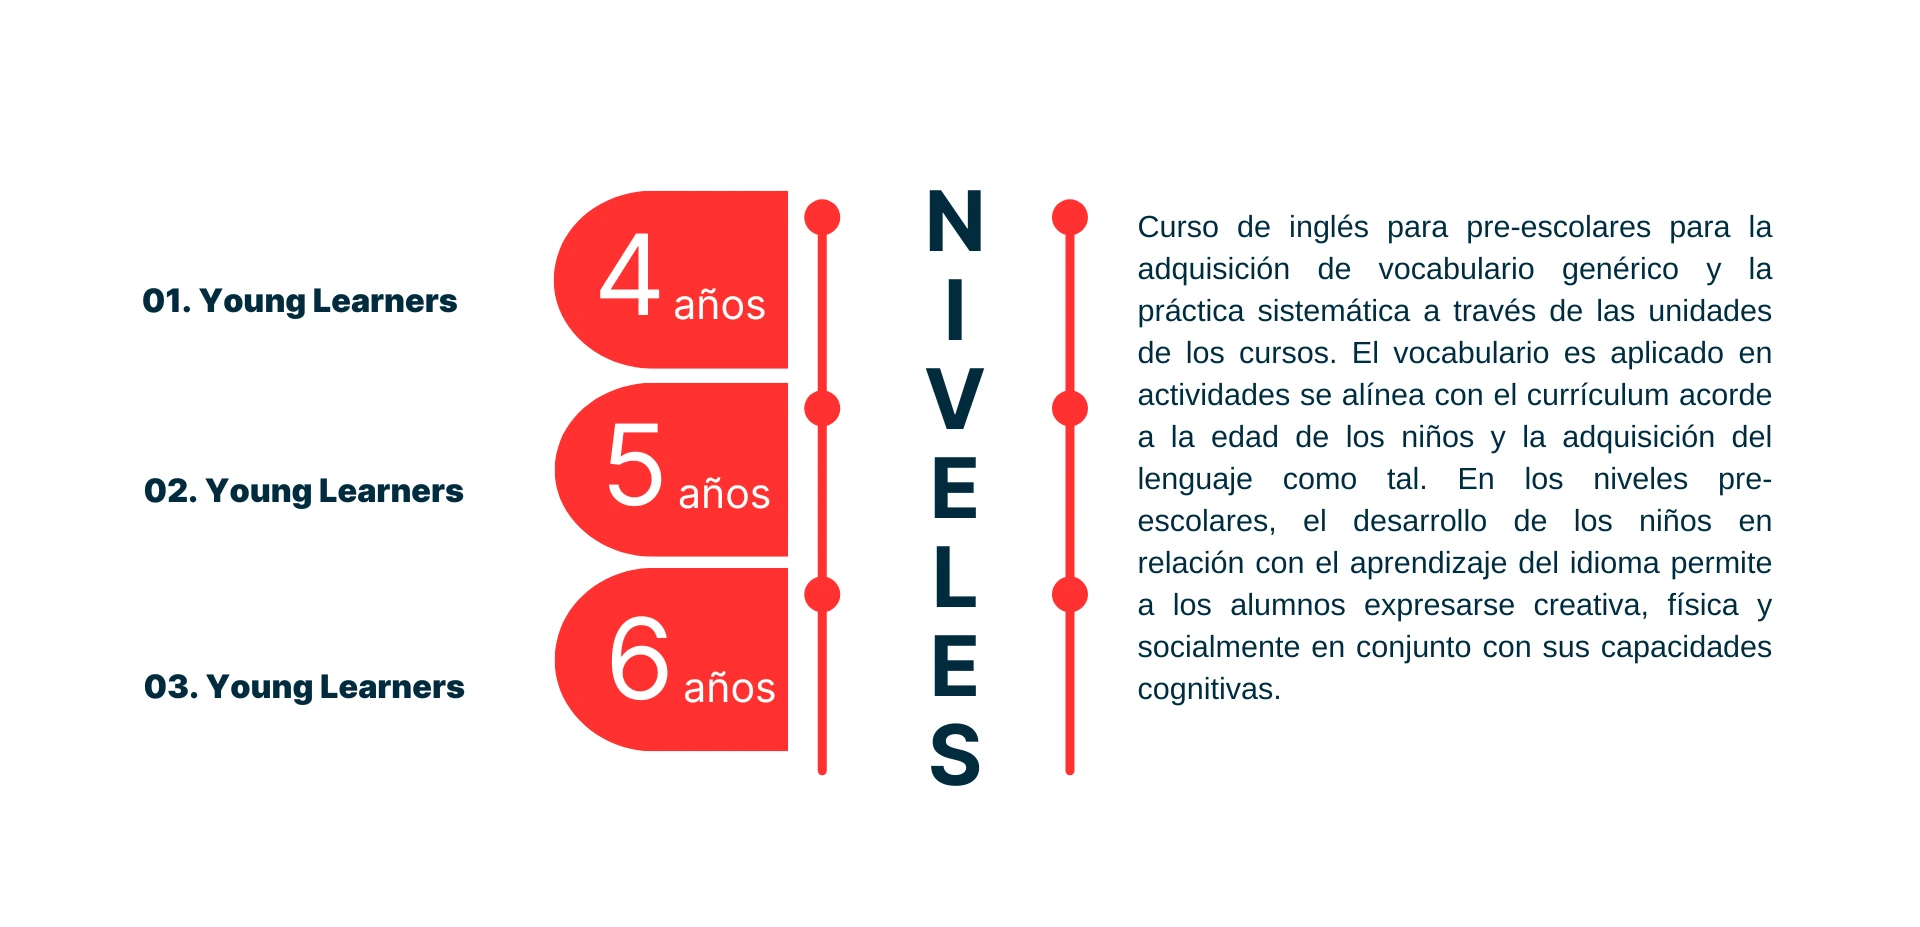 01. Young Learners
4 años
02. Young Learners
5 años
03. Young Learners
6 años
NIVELES
Curso de inglés para pre-escolares para la
adquisición de vocabulario genérico y la
práctica sistemática a través de las unidades
de los cursos. El vocabulario es aplicado en
actividades se alínea con el currículum acorde
a la edad de los niños y la adquisición del
lenguaje como tal. En los niveles pre-
escolares, el desarrollo de los niños en
relación con el aprendizaje del idioma permite
a los alumnos expresarse creativa, física y
socialmente en conjunto con sus capacidades
cognitivas.